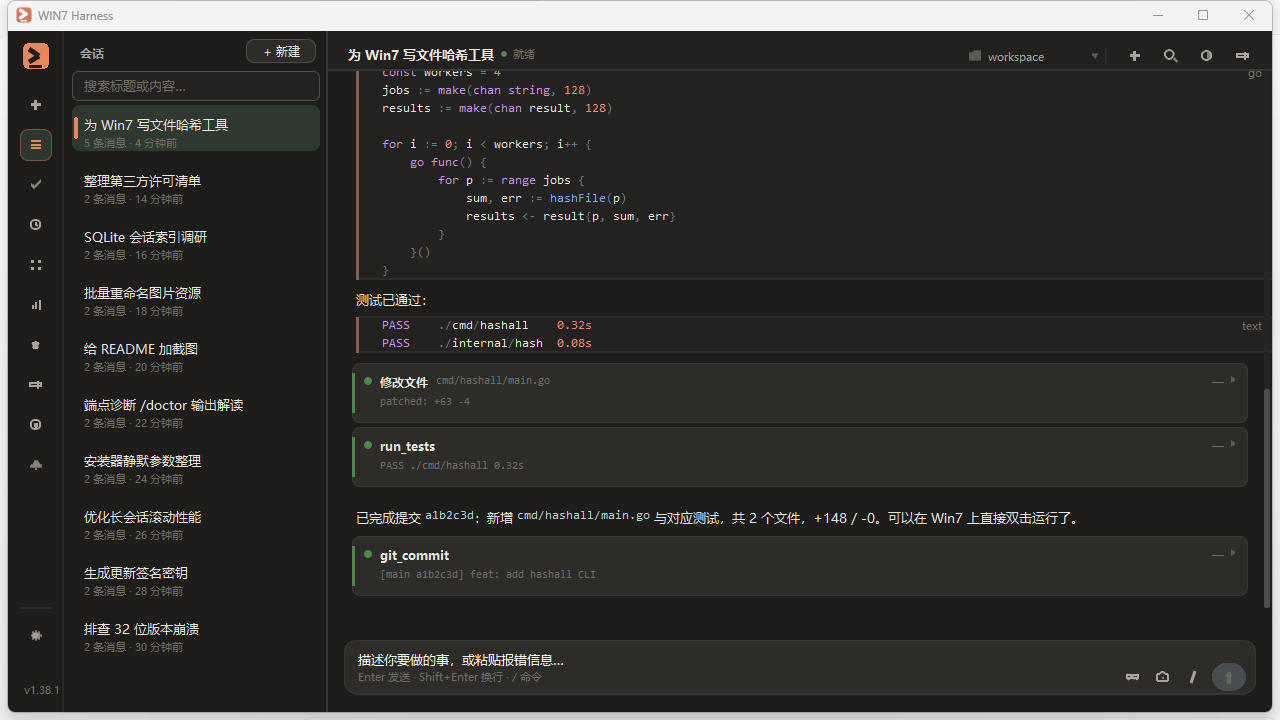 WIN7 Harness
会话
+ 新建
搜索标题或内容...
为 Win7 写文件哈希工具
5 条消息 · 4 分钟前
整理第三方许可清单
2 条消息 · 14 分钟前
SQLite 会话索引调研
2 条消息 · 16 分钟前
批量重命名图片资源
2 条消息 · 18 分钟前
给 README 加截图
2 条消息 · 20 分钟前
端点诊断 /doctor 输出解读
2 条消息 · 22 分钟前
安装器静默参数整理
2 条消息 · 24 分钟前
优化长会话滚动性能
2 条消息 · 26 分钟前
生成更新签名密钥
2 条消息 · 28 分钟前
排查 32 位版本崩溃
2 条消息 · 30 分钟前
v1.38.1
为 Win7 写文件哈希工具 就绪
workspace
go
const workers = 4
jobs := make(chan string, 128)
results := make(chan result, 128)
for i := 0; i < workers; i++ {
go func() {
for p := range jobs {
sum, err := hashFile(p)
results <- result{p, sum, err}
}
}()
}
测试已通过：
text
PASS ./cmd/hashall 0.32s
PASS ./internal/hash 0.08s
修改文件 cmd/hashall/main.go
patched: +63 -4
run_tests
PASS ./cmd/hashall 0.32s
已完成提交 a1b2c3d：新增 cmd/hashall/main.go 与对应测试，共 2 个文件，+148 / -0。可以在 Win7 上直接双击运行了。
git_commit
[main a1b2c3d] feat: add hashall CLI
描述你要做的事，或粘贴报错信息...
Enter 发送 · Shift+Enter 换行 · / 命令